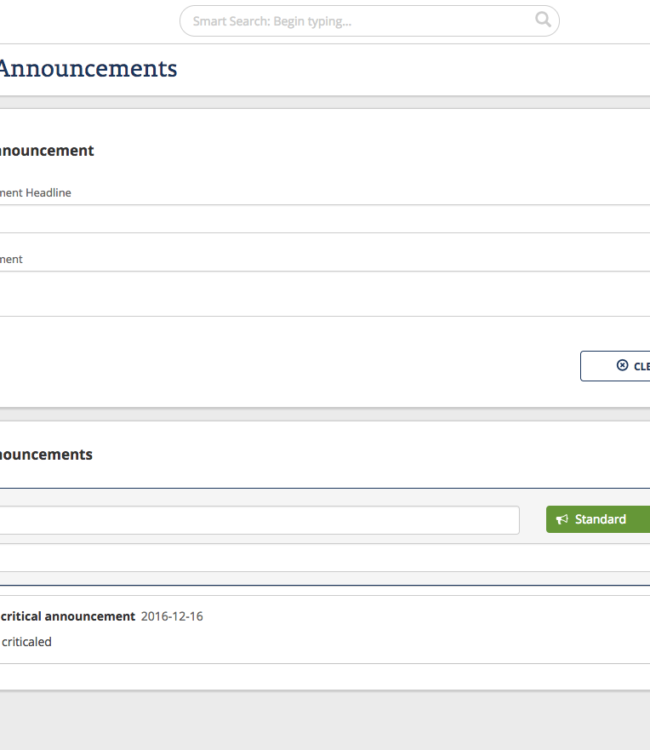 Smart Search: Begin typing...
Announcements
nnouncement
ment Headline
ment
CLE
nouncements
Standard
critical announcement 2016-12-16
criticaled